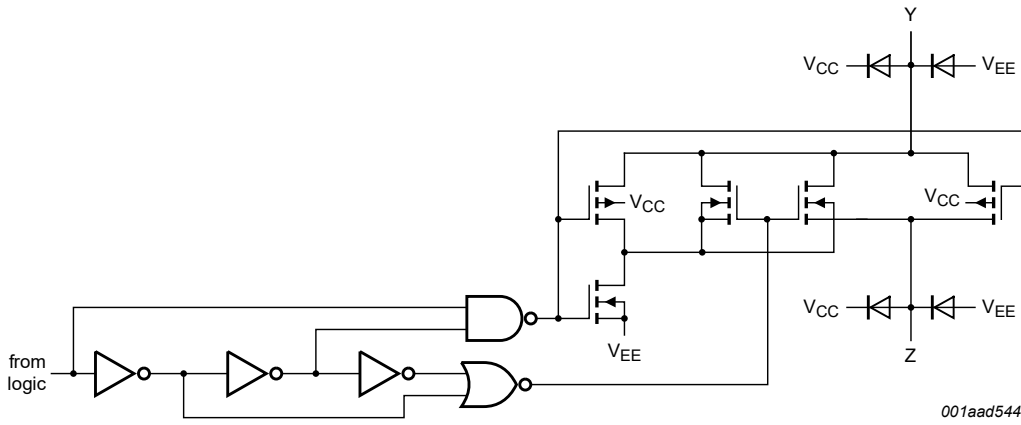 Y
VCC
VEE
VCC
VCC
VCC
VEE
VEE
Z
from
logic
001aad544